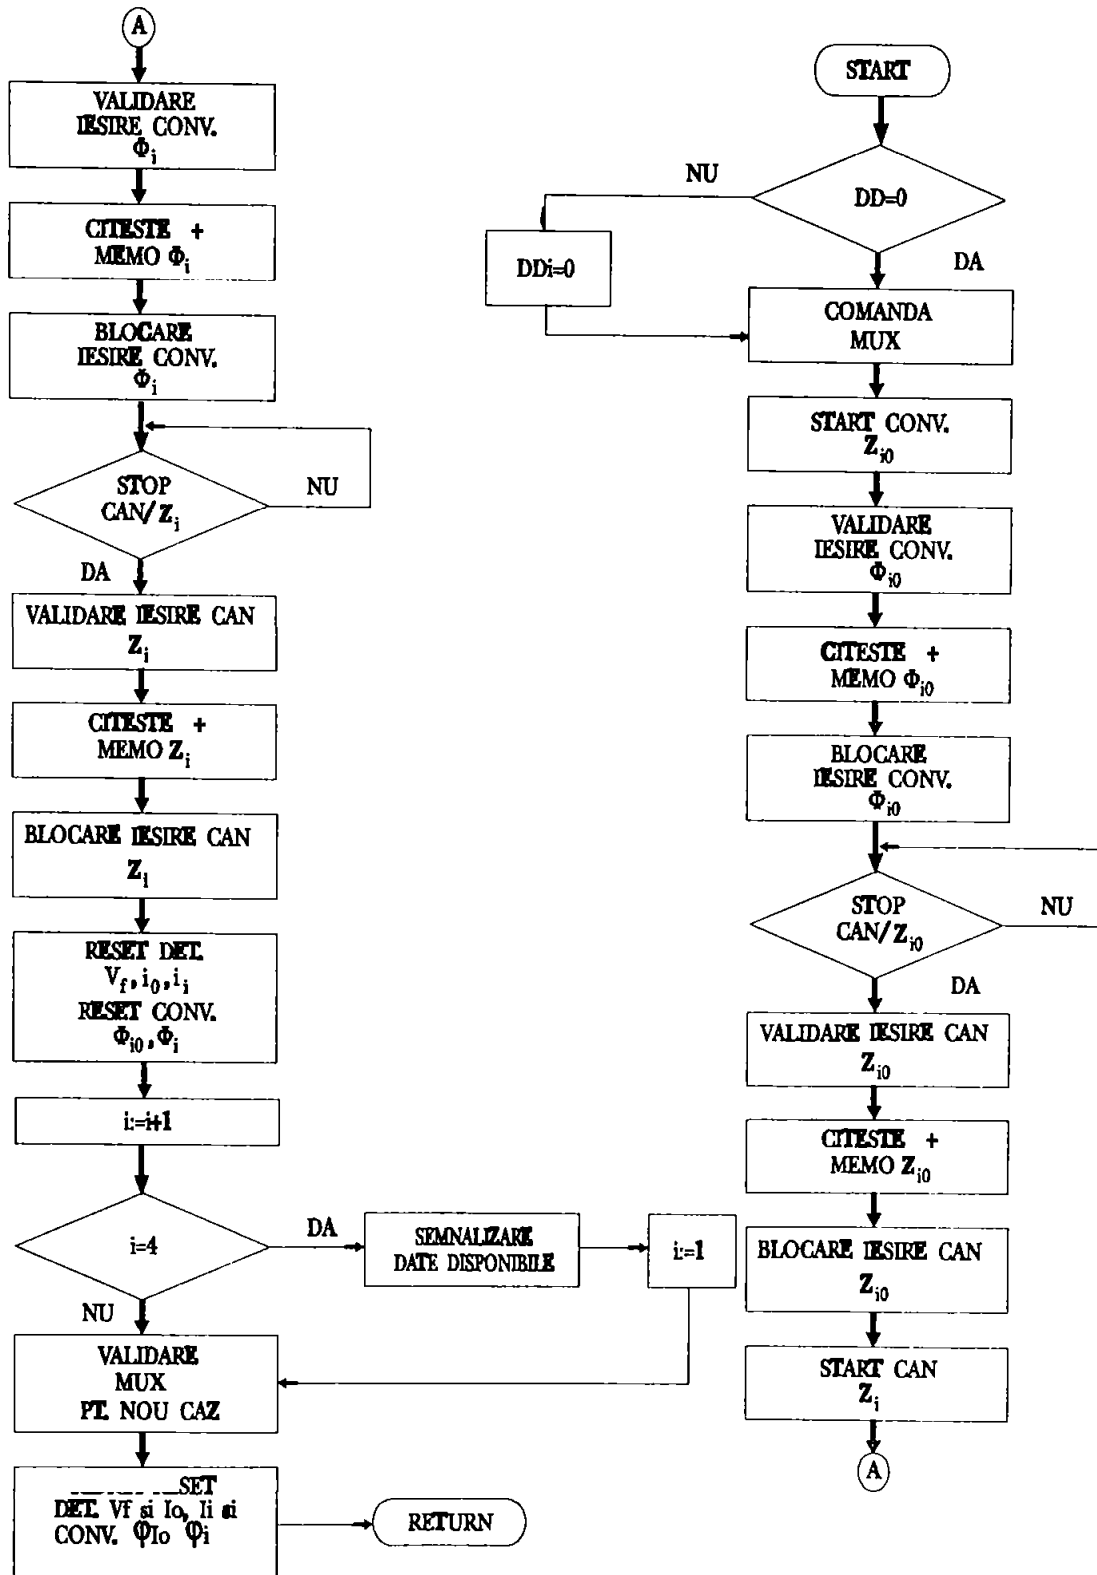 A
VALIDARE
IESIRE CONV.
Φi
CITESTE +
MEMO Φi
BLOCARE
IESIRE CONV.
Φi
STOP
CAN/Zi
NU
DA
VALIDARE IESIRE CAN
Zi
CITESTE +
MEMO Zi
BLOCARE IESIRE CAN
Zi
RESET DET.
Vf, i0, ii
RESET CONV.
Φi0, Φi
i:=i+1
i=4
DA
SEMNALIZARE
DATE DISPONIBILE
i:=1
NU
VALIDARE
MUX
PT. NOU CAZ
SET
DET. Vf si Io, Ii si
CONV. φIo φi
RETURN
START
DD=0
NU
DDi=0
DA
COMANDA
MUX
START CONV.
Zi0
VALIDARE
IESIRE CONV.
Φi0
CITESTE +
MEMO Φi0
BLOCARE
IESIRE CONV.
Φi0
STOP
CAN/Zi0
NU
DA
VALIDARE IESIRE CAN
Zi0
CITESTE +
MEMO Zi0
BLOCARE IESIRE CAN
Zi0
START CAN
Zi
A